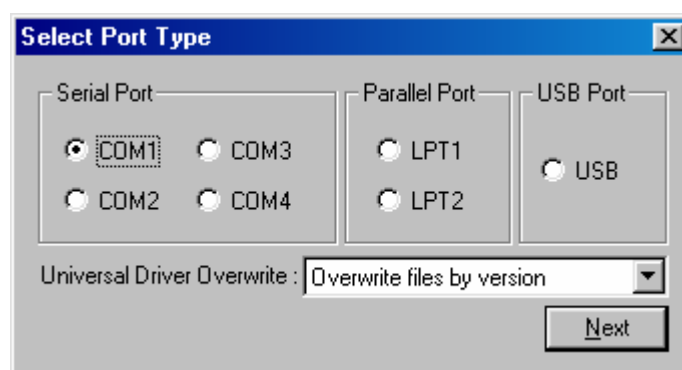 Select Port Type
Serial Port Parallel Port USB Port
COM1 COM3 LPT1 USB
COM2 COM4 LPT2
Universal Driver Overwrite : Overwrite files by version
Next